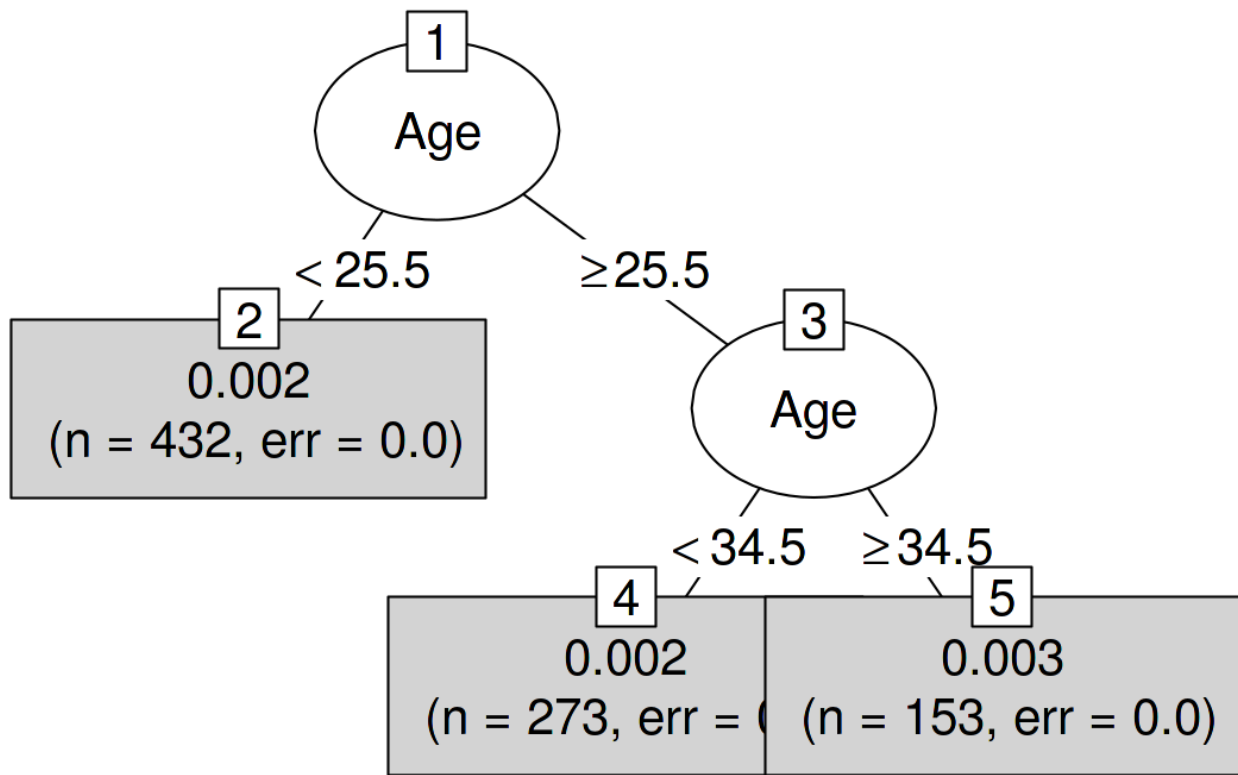 1
Age
< 25.5
≥25.5
2
0.002
(n = 432, err = 0.0)
3
Age
< 34.5
≥34.5
4
0.002
(n = 273, err =
5
0.003
(n = 153, err = 0.0)